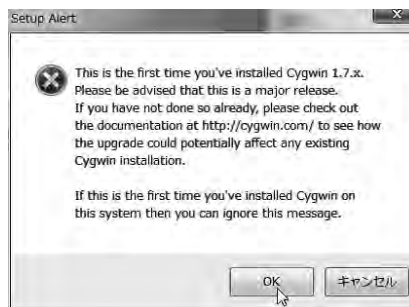 Setup Alert
This is the first time you've installed Cygwin 1.7.x.
Please be advised that this is a major release.
If you have not done so already, please check out
the documentation at http://cygwin.com/ to see how
the upgrade could potentially affect any existing
Cygwin installation.
If this is the first time you've installed Cygwin on
this system then you can ignore this message.
OK
キャンセル